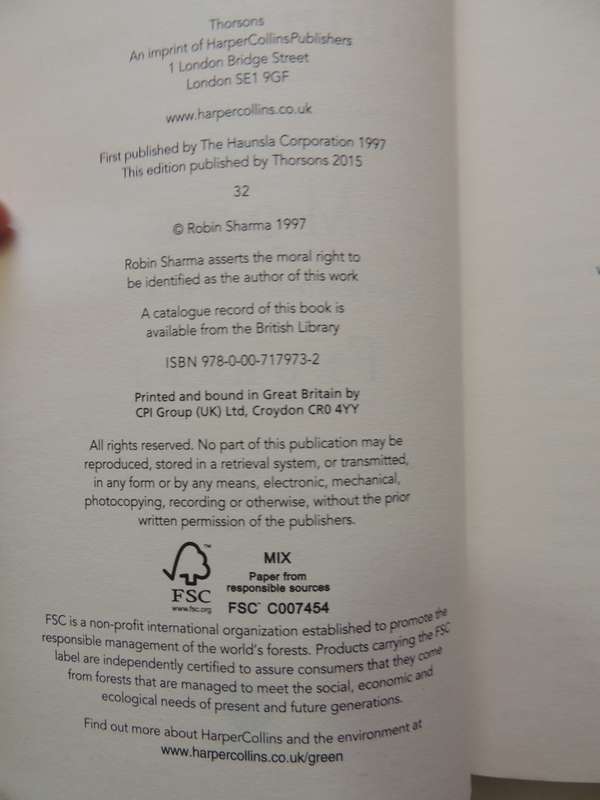 Thorsons
An imprint of HarperCollinsPublishers
1 London Bridge Street
London SE1 9GF
www.harpercollins.co.uk
First published by The Haunsla Corporation 1997
This edition published by Thorsons 2015
32
© Robin Sharma 1997
Robin Sharma asserts the moral right to
be identified as the author of this work
A catalogue record of this book is
available from the British Library
ISBN 978-0-00-717973-2
Printed and bound in Great Britain by
CPI Group (UK) Ltd, Croydon CR0 4YY
All rights reserved. No part of this publication may be
reproduced, stored in a retrieval system, or transmitted,
in any form or by any means, electronic, mechanical,
photocopying, recording or otherwise, without the prior
written permission of the publishers.
™
FSC
www.fsc.org
MIX
Paper from
responsible sources
FSC™ C007454
FSC is a non-profit international organization established to promote the
responsible management of the world's forests. Products carrying the FSC
label are independently certified to assure consumers that they come
from forests that are managed to meet the social, economic and
ecological needs of present and future generations.
Find out more about HarperCollins and the environment at
www.harpercollins.co.uk/green